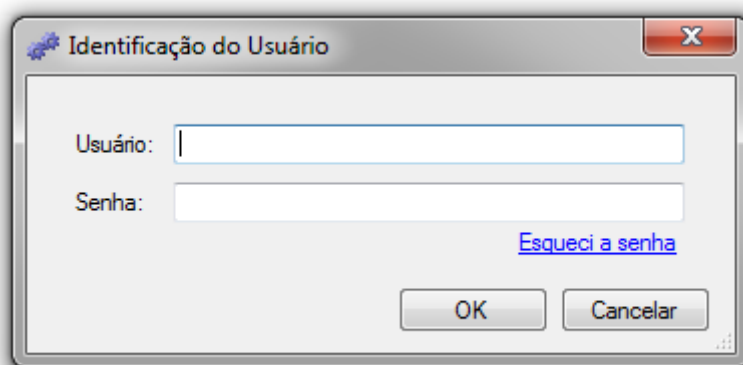 Identificação do Usuário
Usuário:
Senha:
Esqueci a senha
OK Cancelar